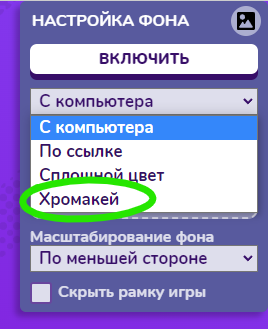 НАСТРОЙКА ФОНА
ВКЛЮЧИТЬ
С компьютера
С компьютера
По ссылке
Сплошной цвет
Хромакей
Масштабирование фона
По меньшей стороне
Скрыть рамку игры